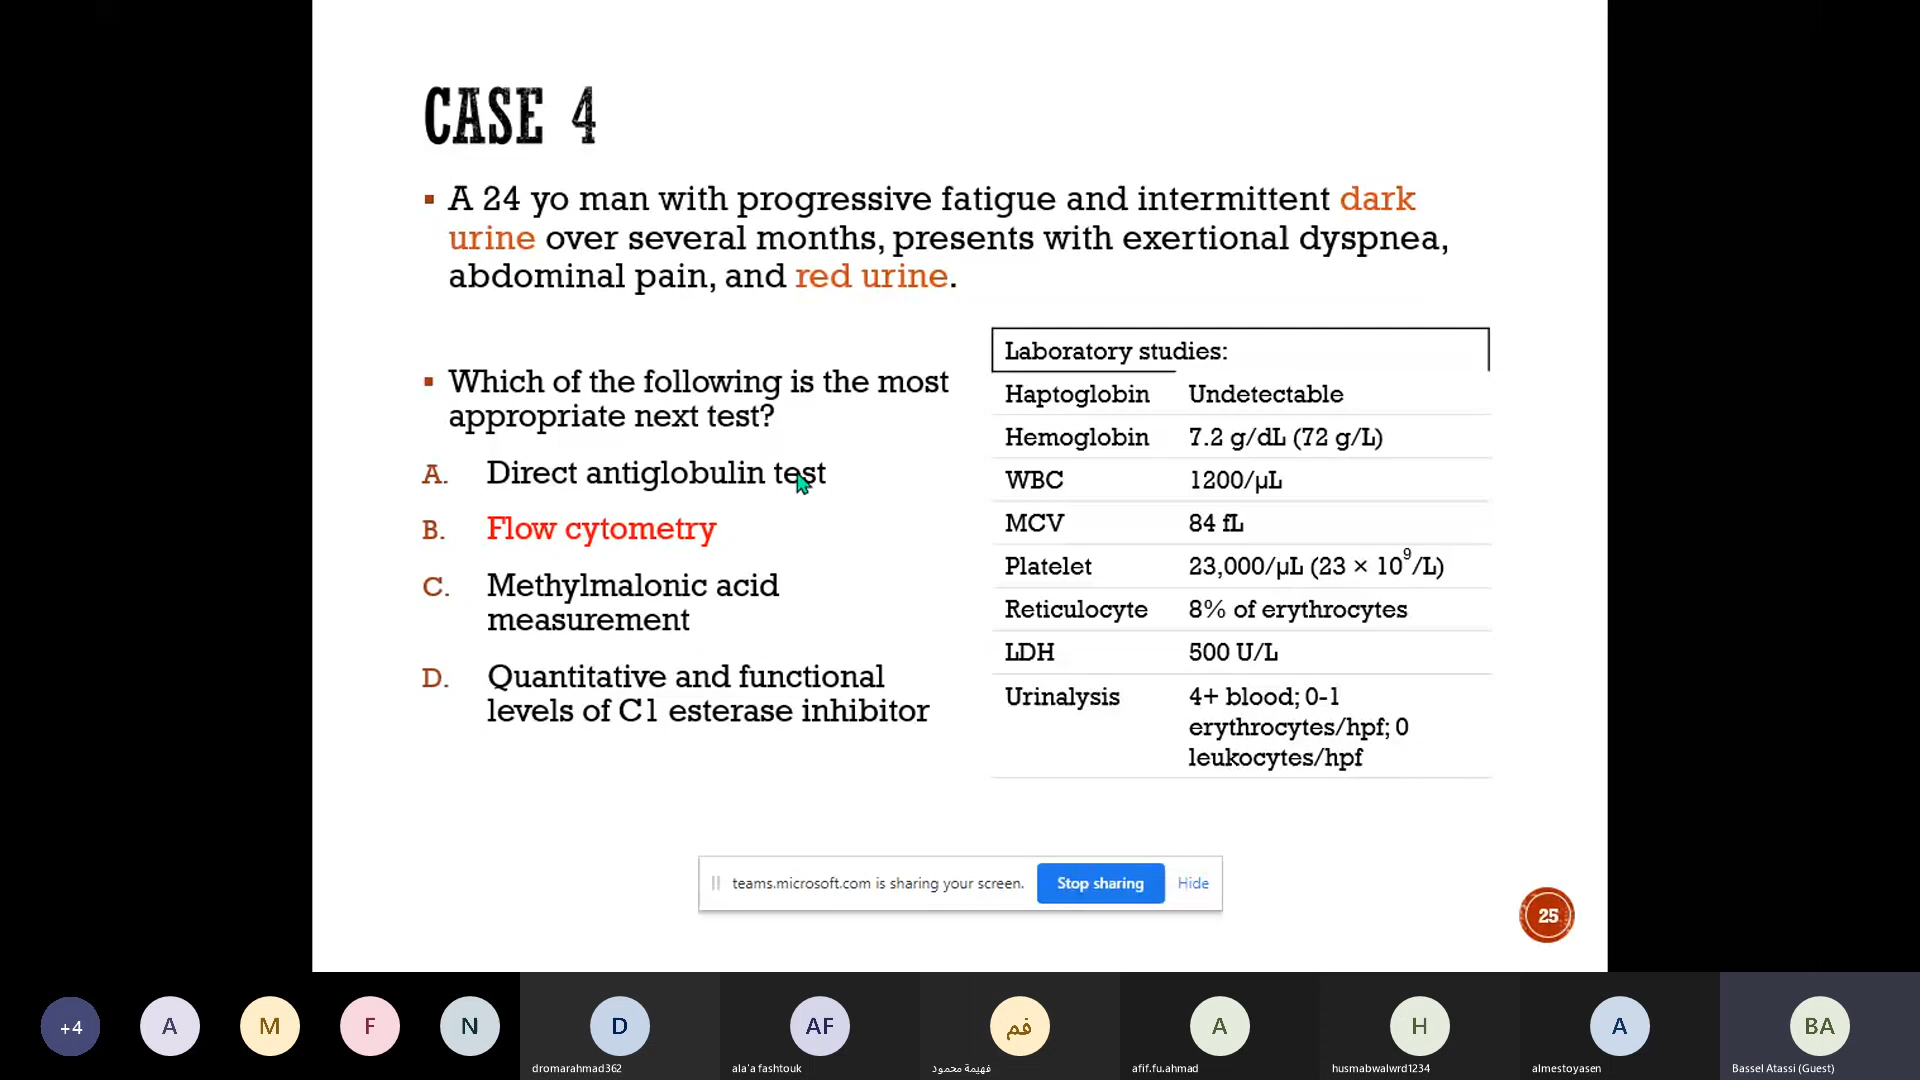 CASE 4
▪ A 24 yo man with progressive fatigue and intermittent dark
urine over several months, presents with exertional dyspnea,
abdominal pain, and red urine.
▪ Which of the following is the most
appropriate next test?
A. Direct antiglobulin test
B. Flow cytometry
C. Methylmalonic acid
measurement
D. Quantitative and functional
levels of C1 esterase inhibitor
Laboratory studies:
Haptoglobin Undetectable
Hemoglobin 7.2 g/dL (72 g/L)
WBC 1200/µL
MCV 84 fL
Platelet 23,000/µL (23 × 10⁹/L)
Reticulocyte 8% of erythrocytes
LDH 500 U/L
Urinalysis 4+ blood; 0-1
erythrocytes/hpf; 0
leukocytes/hpf
teams.microsoft.com is sharing your screen. Stop sharing Hide
25
+4 A M F N D AF فم A H A BA
dromarahmad362 ala'a fashtouk فهيمة محمود afif.fu.ahmad husmabwalwrd1234 almestoyasen Bassel Atassi (Guest)